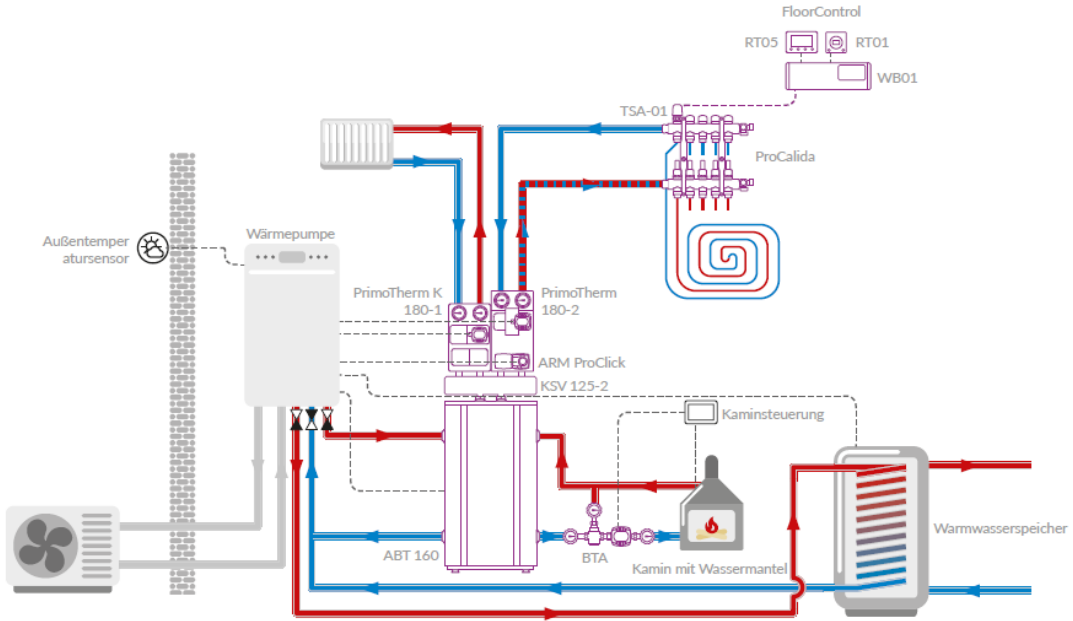 FloorControl
RT05
RT01
WB01
TSA-01
ProCalida
Außentemper
atursensor
Wärmepumpe
PrimoTherm K
180-1
PrimoTherm
180-2
ARM ProClick
KSV 125-2
Kaminsteuerung
ABT 160
BTA
Kamin mit Wassermantel
Warmwasserspeicher